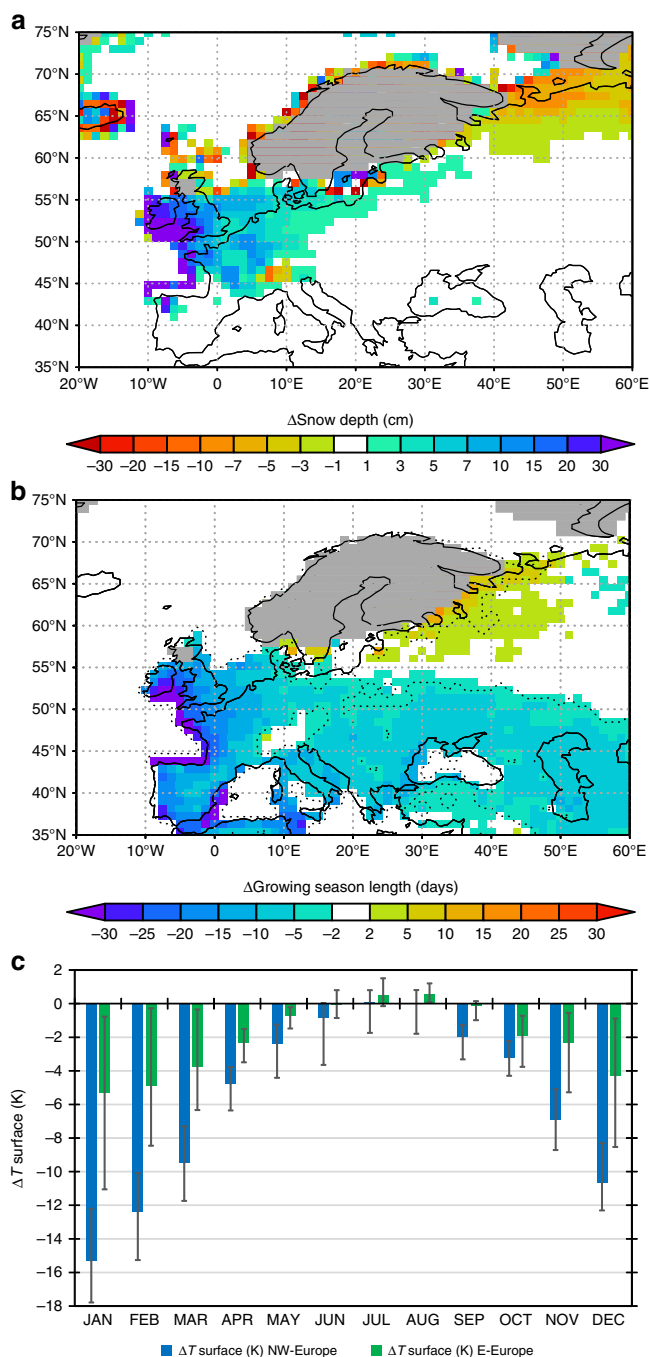 a
75°N
70°N
65°N
60°N
55°N
50°N
45°N
40°N
35°N
20°W 10°W 0 10°E 20°E 30°E 40°E 50°E 60°E
ΔSnow depth (cm)
−30 −20 −15 −10 −7 −5 −3 −1 1 3 5 7 10 15 20 30
b
75°N
70°N
65°N
60°N
55°N
50°N
45°N
40°N
35°N
20°W 10°W 0 10°E 20°E 30°E 40°E 50°E 60°E
ΔGrowing season length (days)
−30 −25 −20 −15 −10 −5 −2 2 5 10 15 20 25 30
c
2
0
−2
−4
−6
−8
−10
−12
−14
−16
−18
ΔT surface (K)
JAN FEB MAR APR MAY JUN JUL AUG SEP OCT NOV DEC
ΔT surface (K) NW-Europe ΔT surface (K) E-Europe